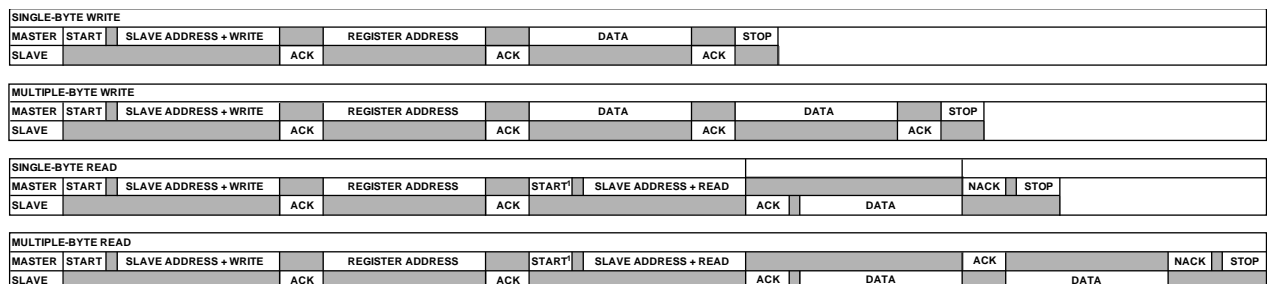 SINGLE-BYTE WRITE
MASTER START SLAVE ADDRESS + WRITE REGISTER ADDRESS DATA STOP
SLAVE ACK ACK ACK
MULTIPLE-BYTE WRITE
MASTER START SLAVE ADDRESS + WRITE REGISTER ADDRESS DATA DATA STOP
SLAVE ACK ACK ACK ACK
SINGLE-BYTE READ
MASTER START SLAVE ADDRESS + WRITE REGISTER ADDRESS START¹ SLAVE ADDRESS + READ NACK STOP
SLAVE ACK ACK ACK DATA
MULTIPLE-BYTE READ
MASTER START SLAVE ADDRESS + WRITE REGISTER ADDRESS START¹ SLAVE ADDRESS + READ ACK NACK STOP
SLAVE ACK ACK ACK DATA DATA